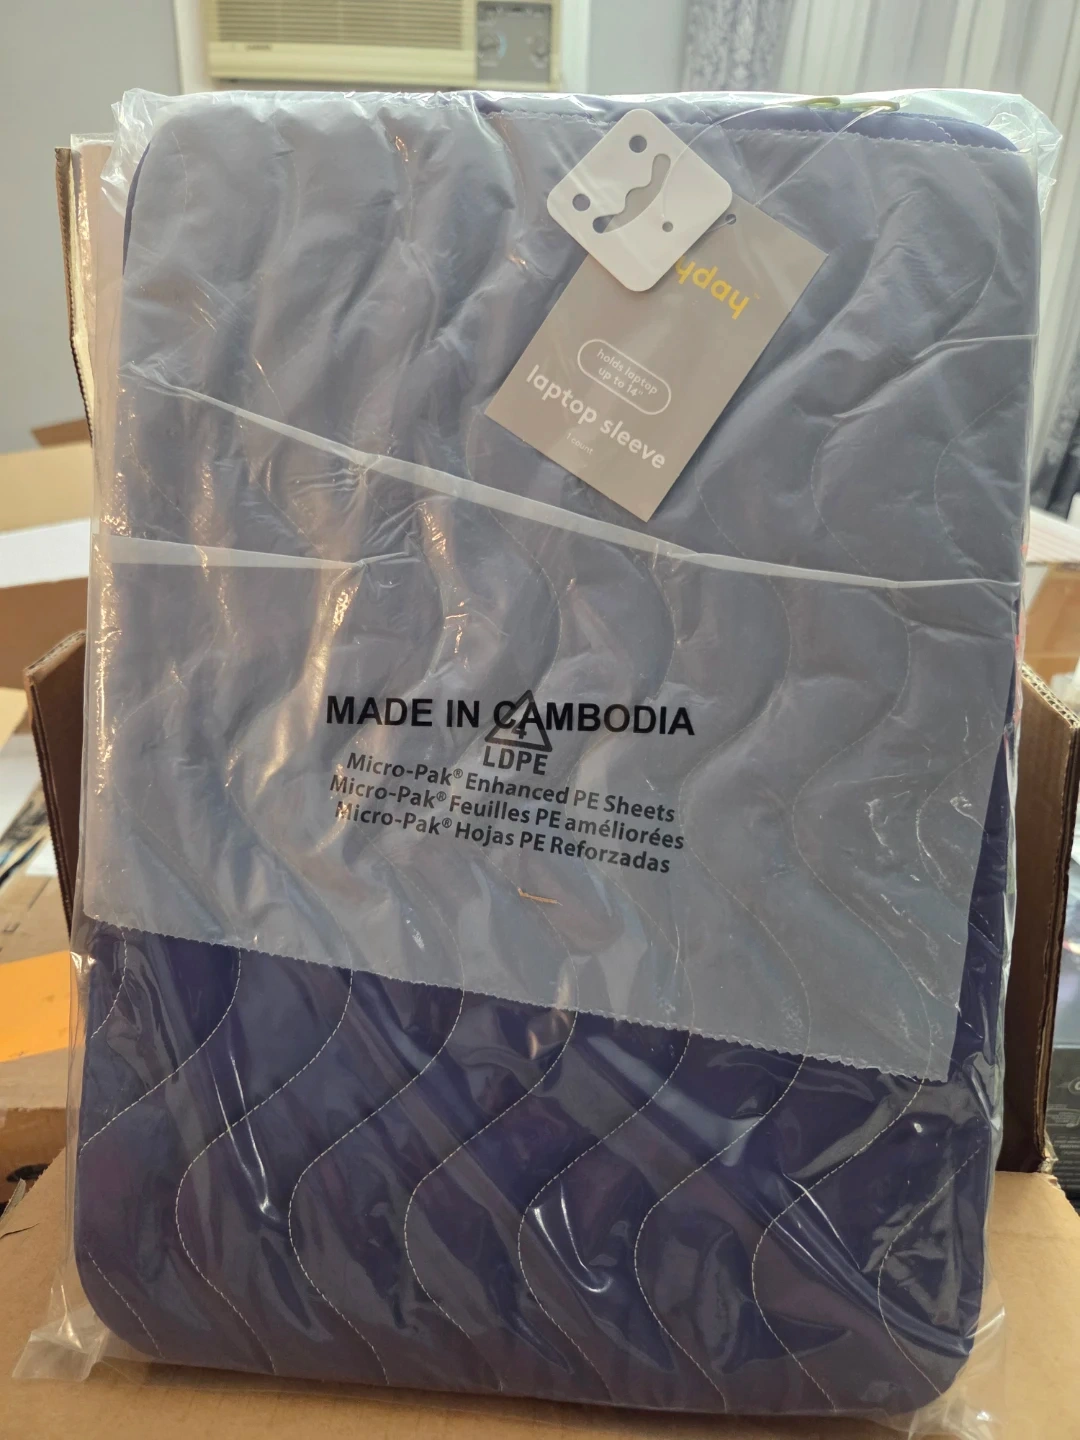 yday™
holds laptop
up to 14"
laptop sleeve
1 count
MADE IN CAMBODIA
4
LDPE
Micro-Pak® Enhanced PE Sheets
Micro-Pak® Feuilles PE améliorées
Micro-Pak® Hojas PE Reforzadas